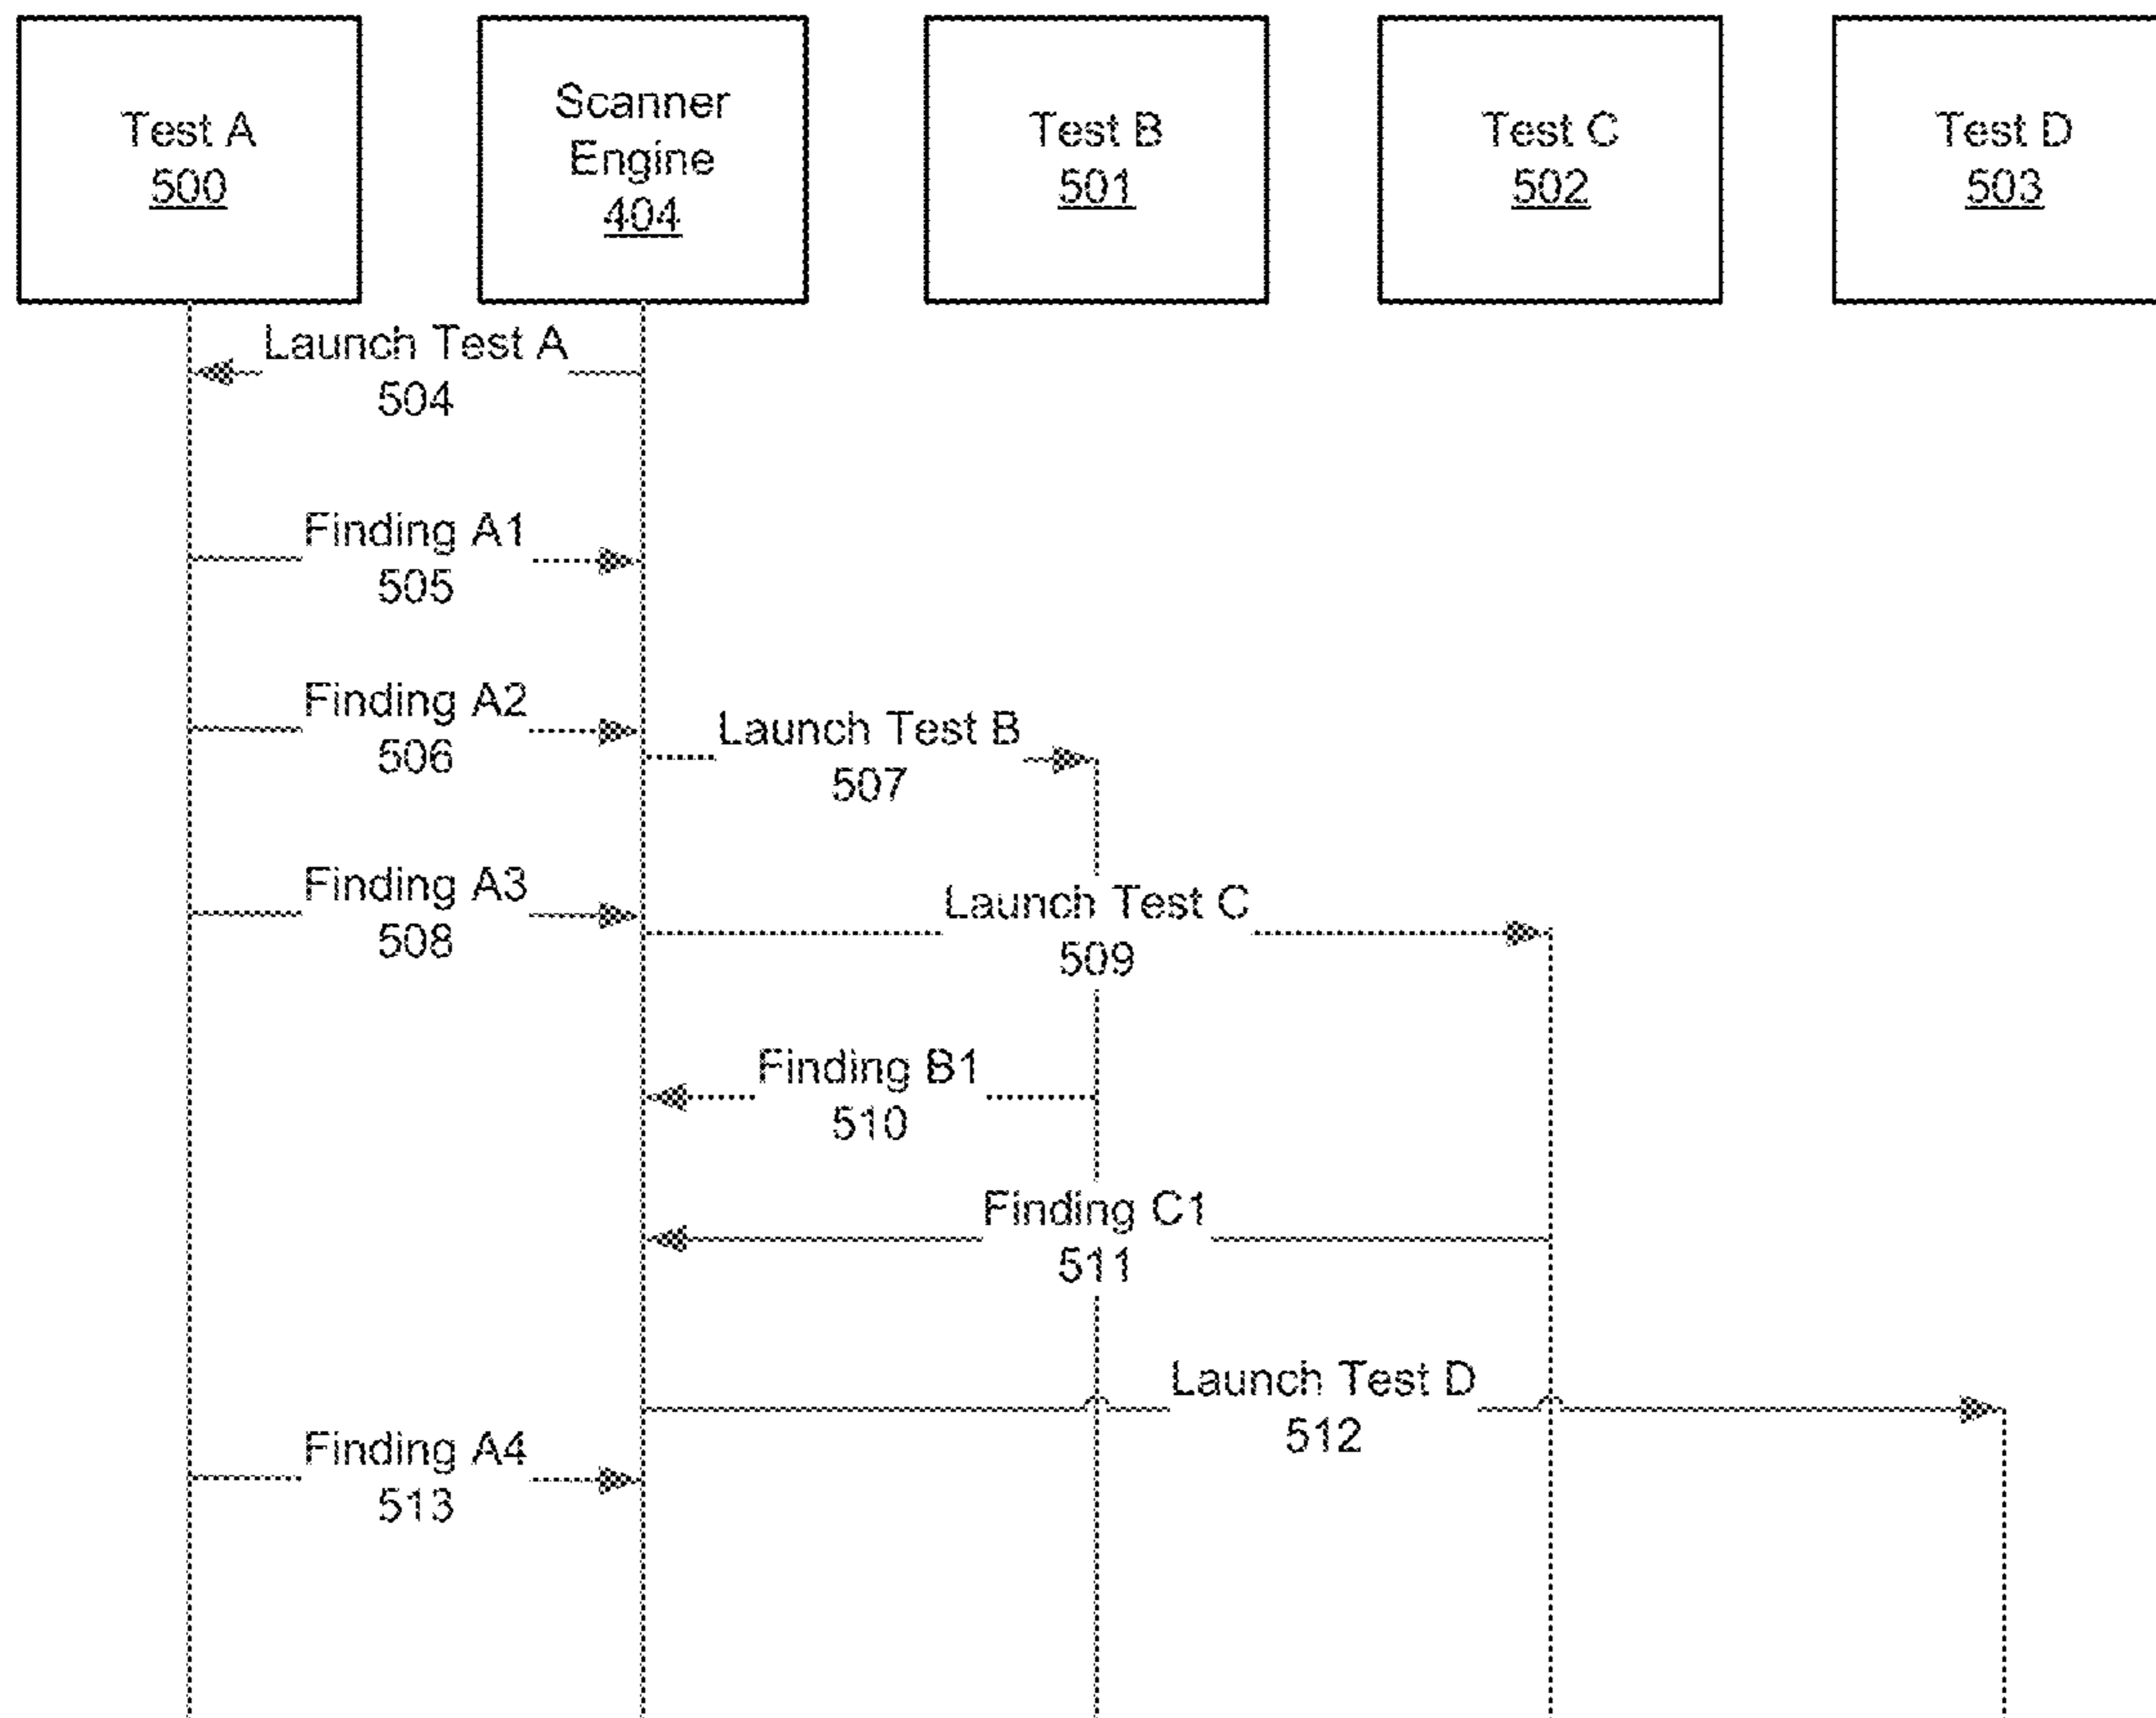 Test A
500
Scanner
Engine
404
Test B
501
Test C
502
Test D
503
Launch Test A
504
Finding A1
505
Finding A2
506
Launch Test B
507
Finding A3
508
Launch Test C
509
Finding B1
510
Finding C1
511
Launch Test D
512
Finding A4
513